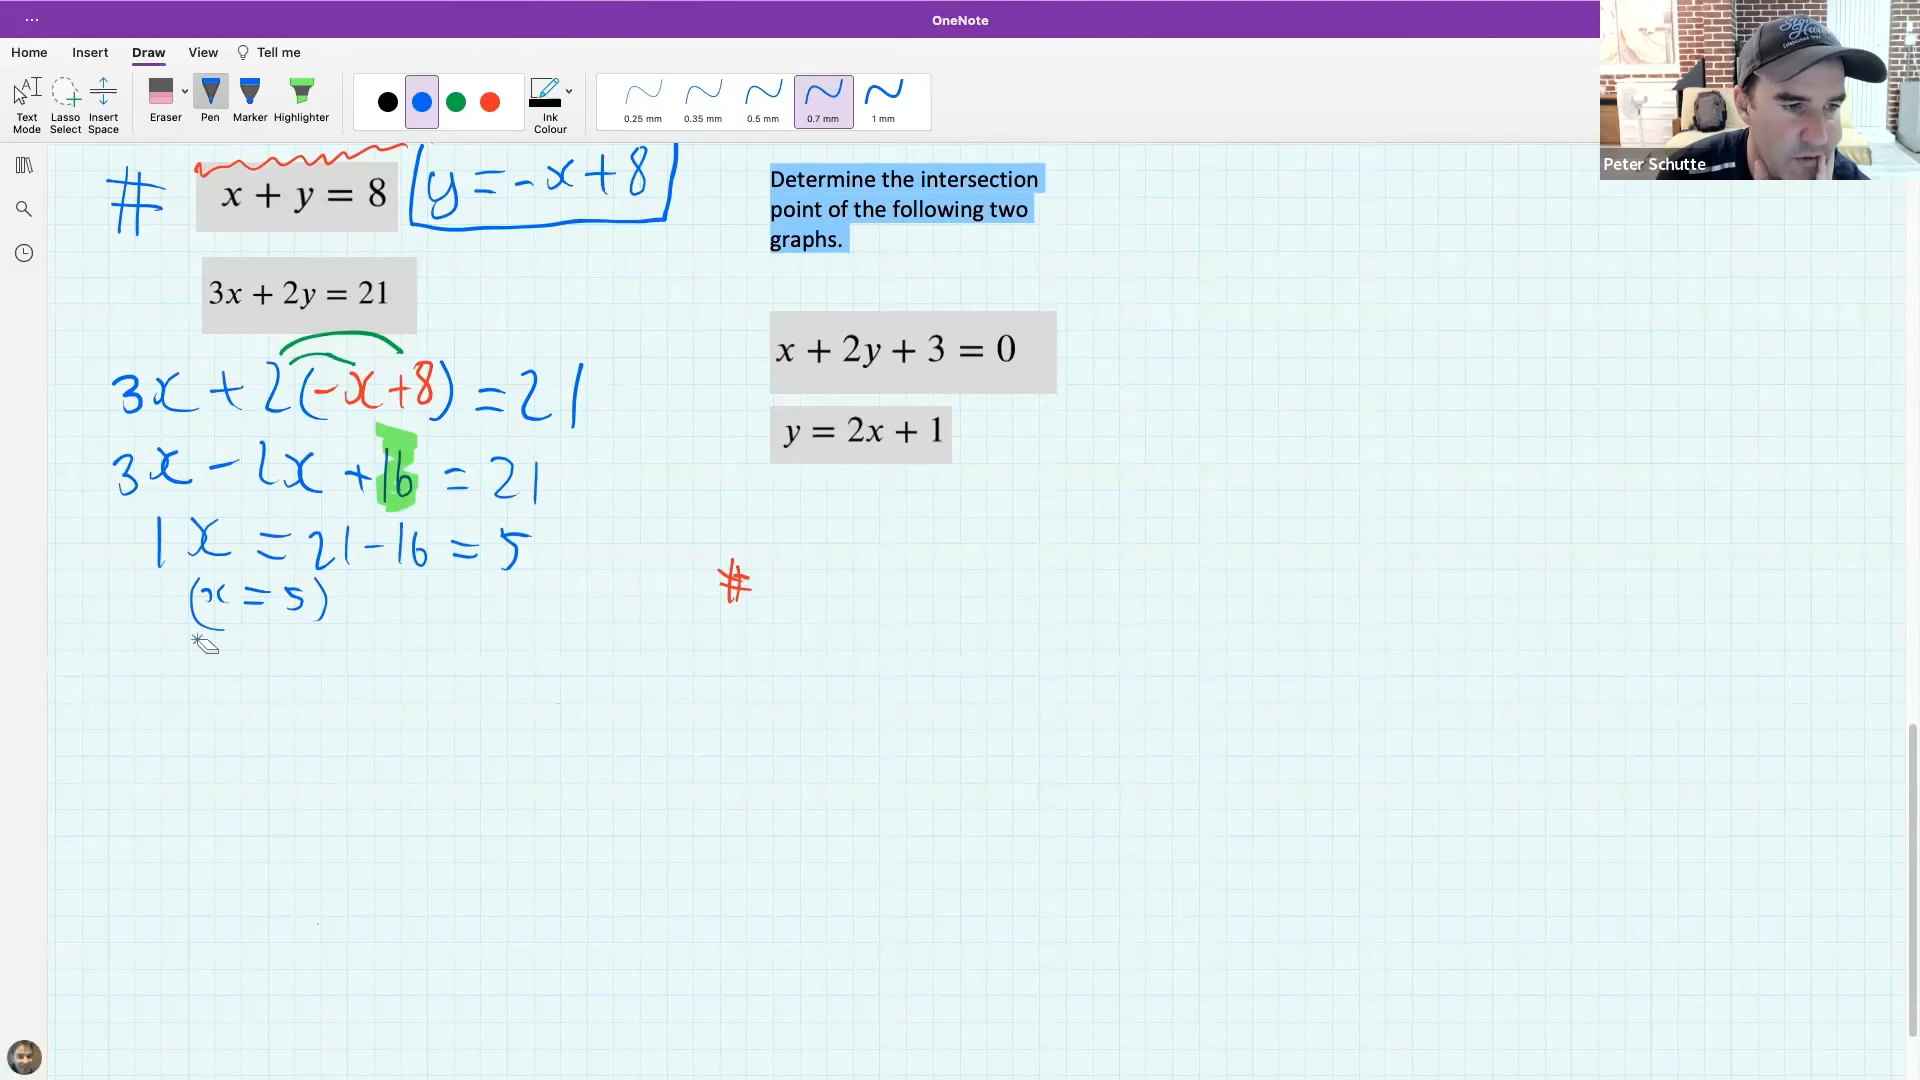 OneNote
Home Insert Draw View Tell me
Text Mode
Lasso Select
Insert Space
Eraser
Pen
Marker
Highlighter
Ink Colour
0.25 mm
0.35 mm
0.5 mm
0.7 mm
1 mm
Peter Schutte
# x + y = 8 y = -x + 8
3x + 2y = 21
3x + 2(-x + 8) = 21
3x - 2x + 16 = 21
1x = 21 - 16 = 5
(x = 5)
Determine the intersection
point of the following two
graphs.
x + 2y + 3 = 0
y = 2x + 1
#